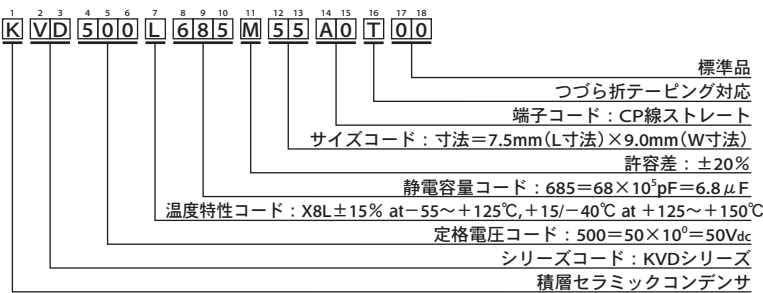 1 2 3 4 5 6 7 8 9 10 11 12 13 14 15 16 17 18
K VD 500 L 685 M 55 A0 T 00
標準品
つづら折テーピング対応
端子コード：CP線ストレート
サイズコード：寸法＝7.5mm（L寸法）×9.0mm（W寸法）
許容差：±20％
静電容量コード：685＝68×10⁵pF＝6.8μF
温度特性コード：X8L±15％ at－55～＋125℃,＋15/－40℃ at ＋125～＋150℃
定格電圧コード：500＝50×10⁰＝50Vdc
シリーズコード：KVDシリーズ
積層セラミックコンデンサ